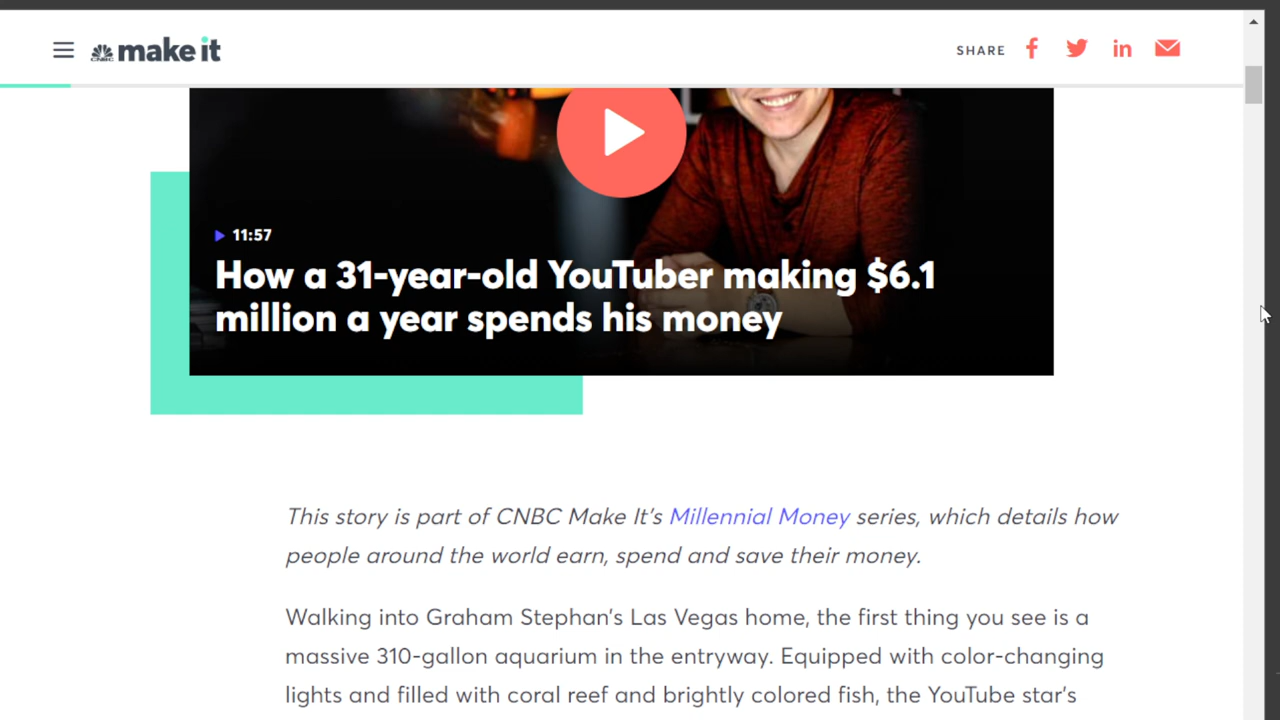 CNBC make it
SHARE
11:57
How a 31-year-old YouTuber making $6.1
million a year spends his money
This story is part of CNBC Make It's Millennial Money series, which details how
people around the world earn, spend and save their money.
Walking into Graham Stephan's Las Vegas home, the first thing you see is a
massive 310-gallon aquarium in the entryway. Equipped with color-changing
lights and filled with coral reef and brightly colored fish, the YouTube star's